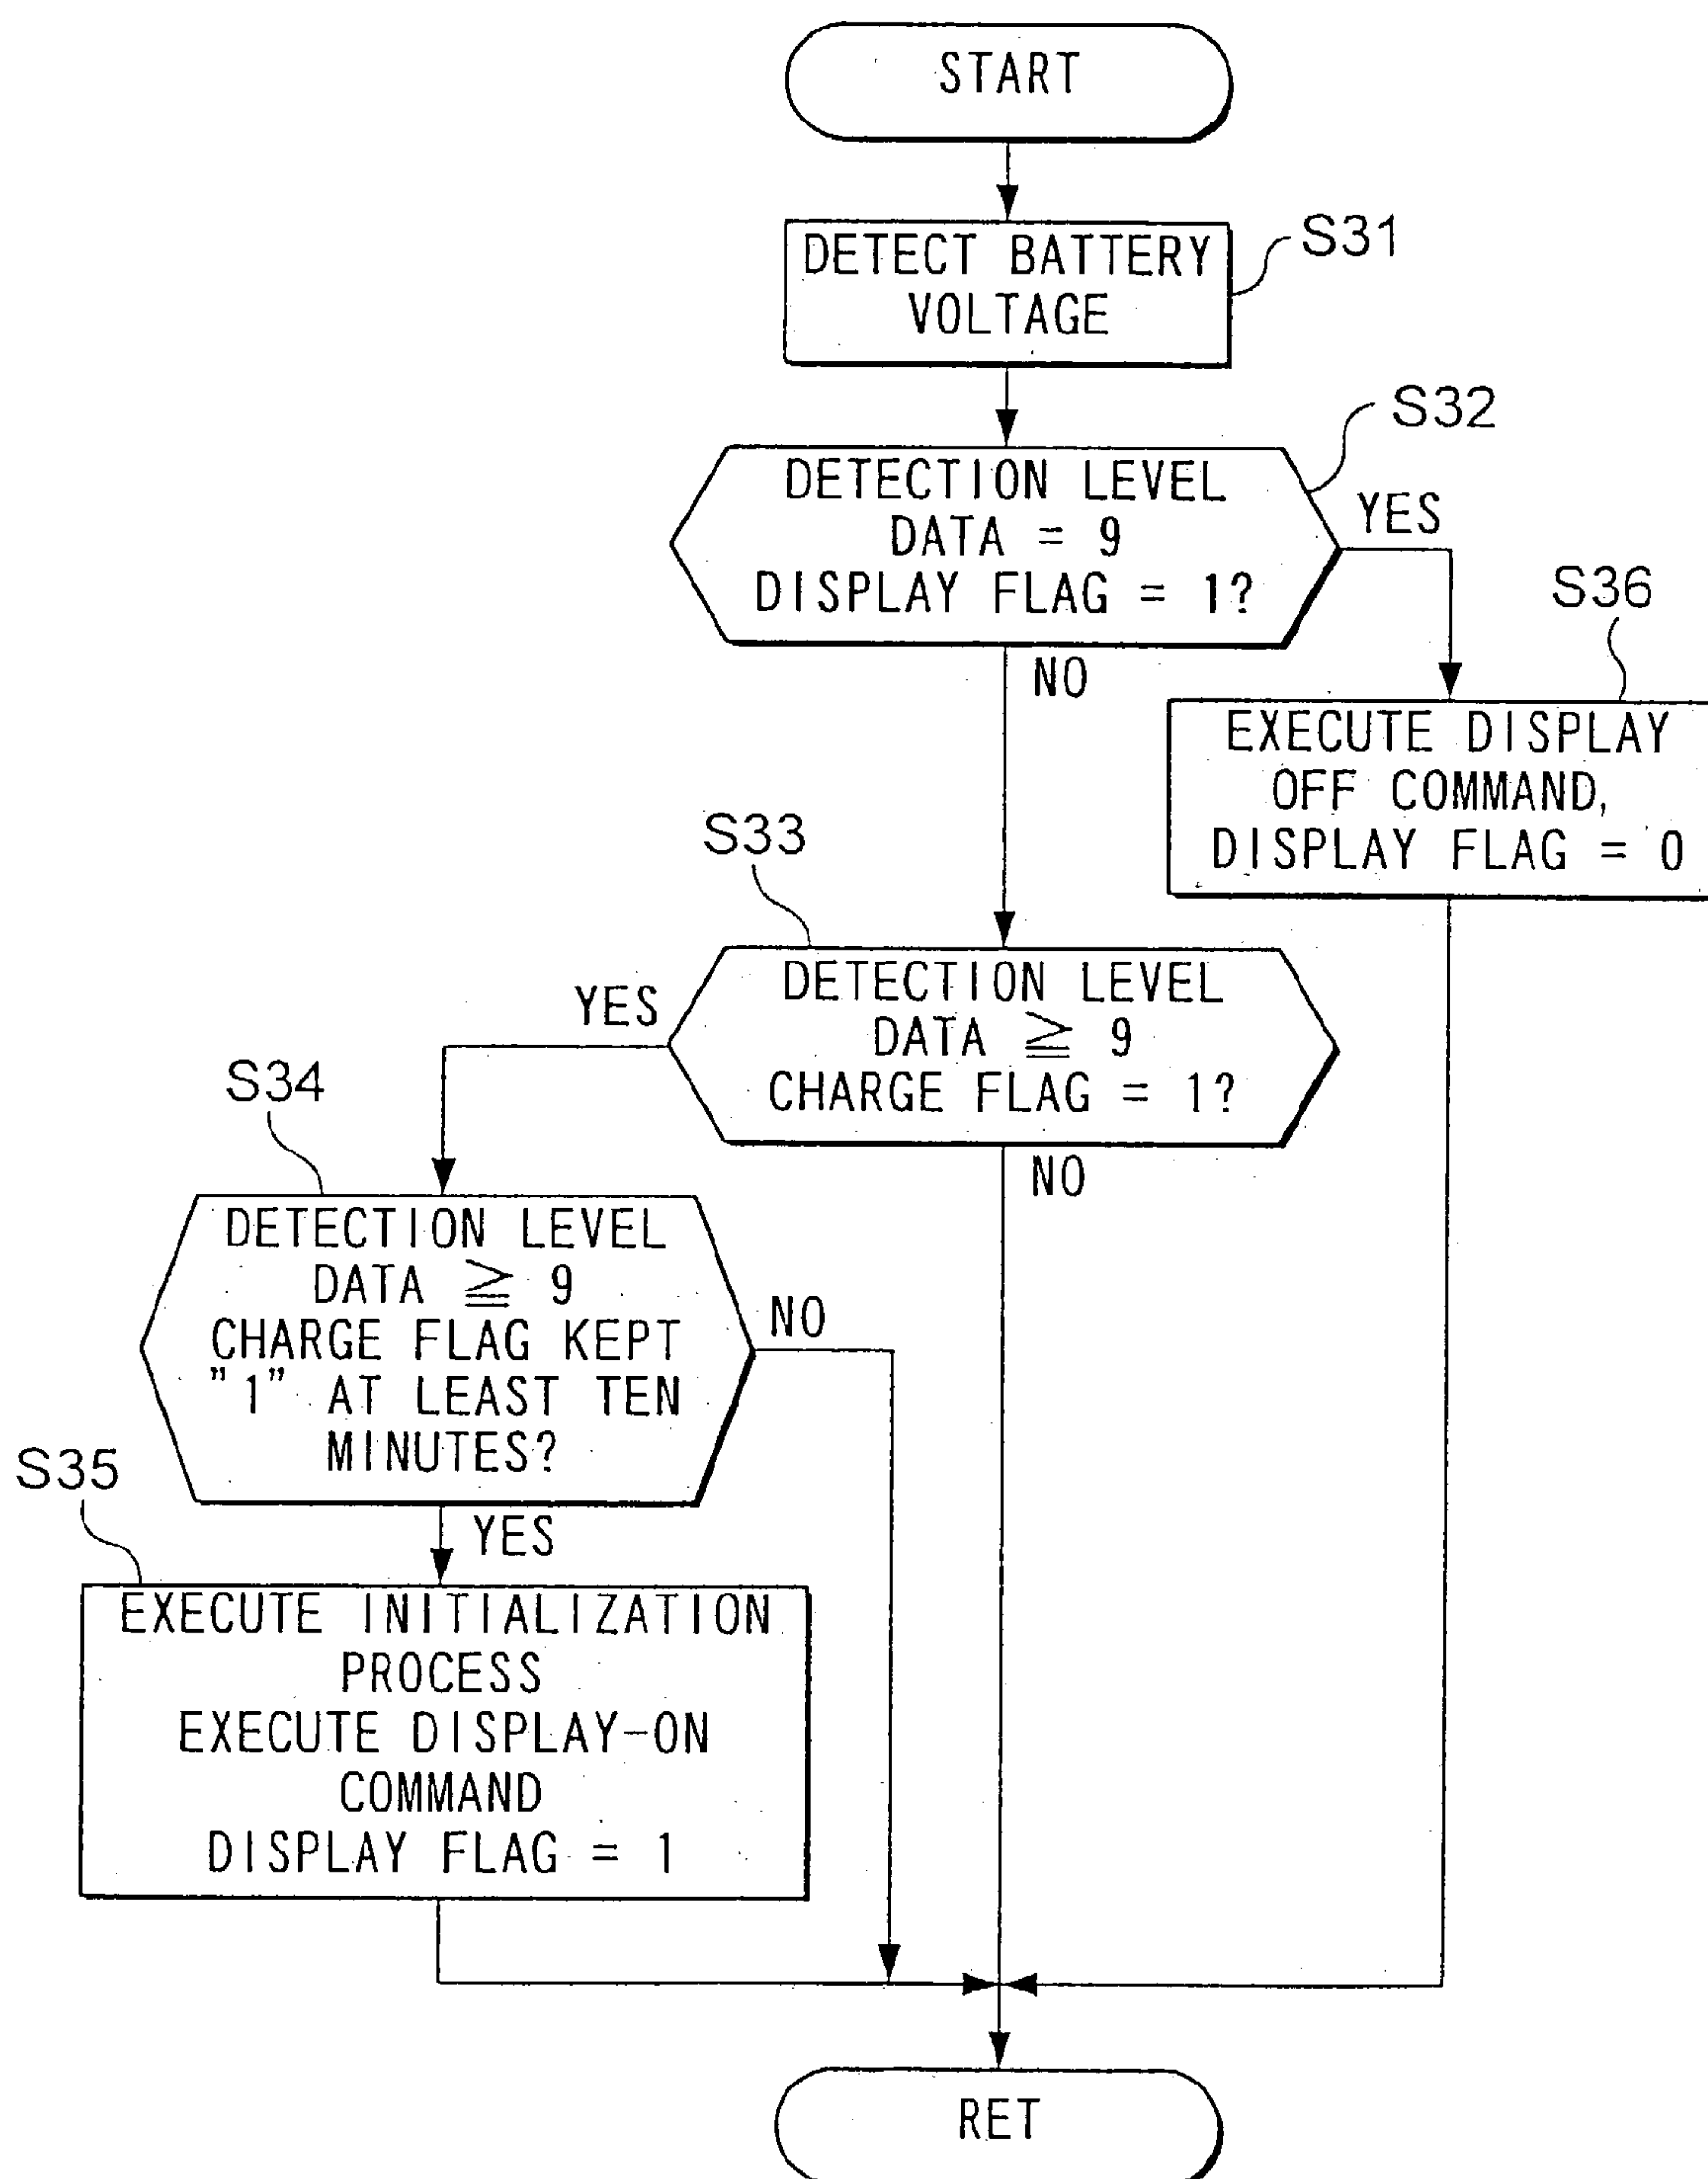 START
DETECT BATTERY
VOLTAGE
S31
DETECTION LEVEL
DATA = 9
DISPLAY FLAG = 1?
S32
YES
NO
S36
EXECUTE DISPLAY
OFF COMMAND,
DISPLAY FLAG = 0
S33
DETECTION LEVEL
DATA ≧ 9
CHARGE FLAG = 1?
YES
NO
S34
DETECTION LEVEL
DATA ≧ 9
CHARGE FLAG KEPT
"1" AT LEAST TEN
MINUTES?
NO
YES
S35
EXECUTE INITIALIZATION
PROCESS
EXECUTE DISPLAY-ON
COMMAND
DISPLAY FLAG = 1
RET